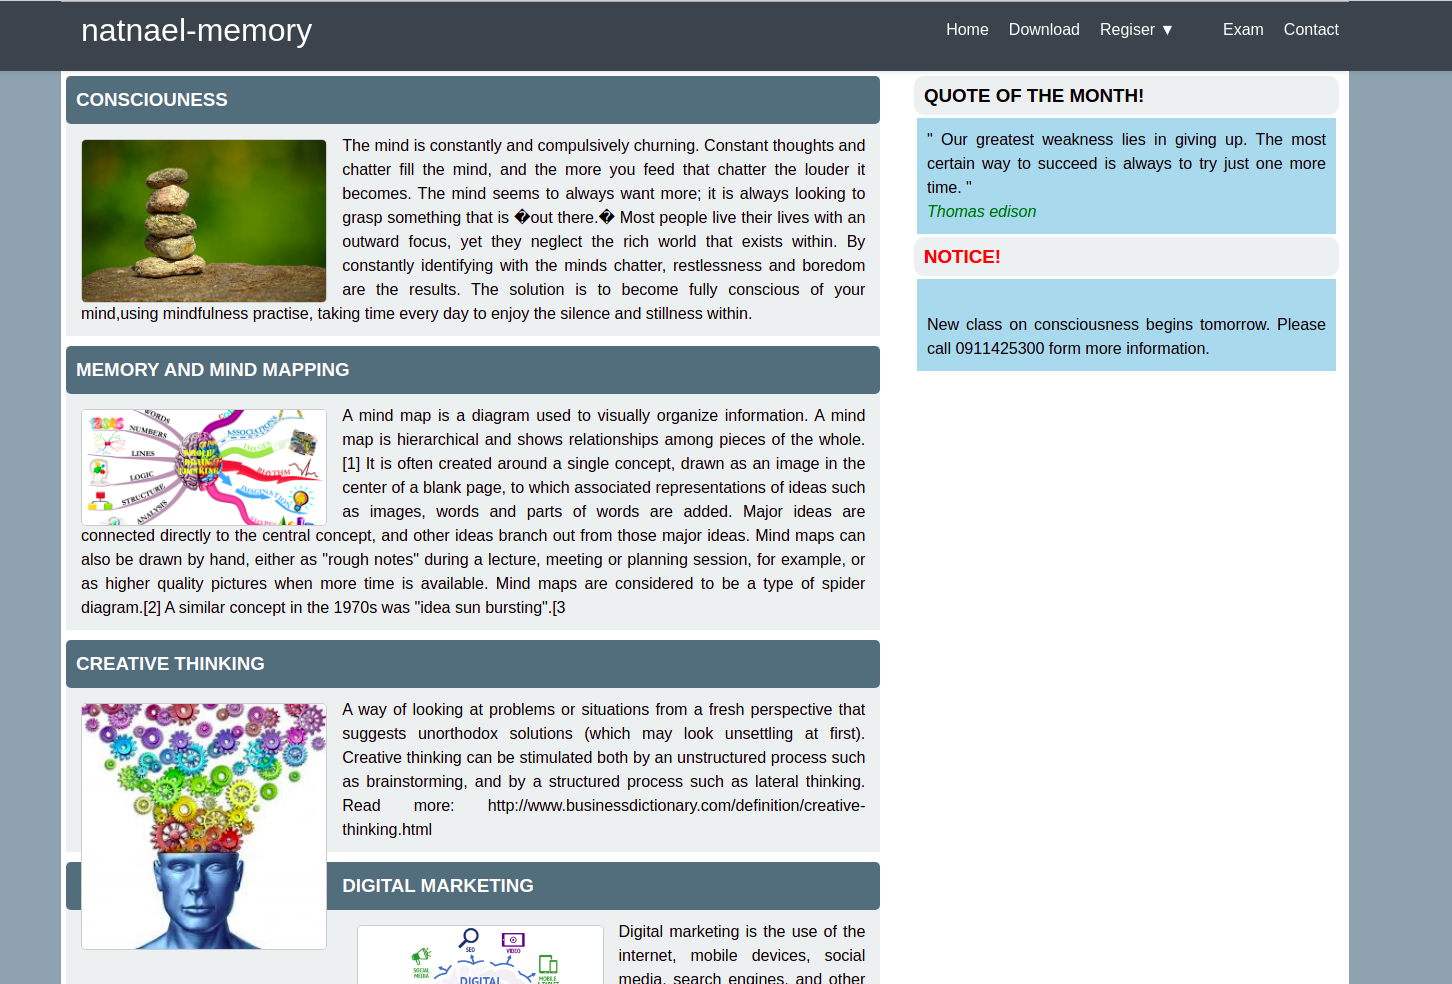 natnael-memory
Home Download Regiser ▼ Exam Contact
CONSCIOUNESS
The mind is constantly and compulsively churning. Constant thoughts and
chatter fill the mind, and the more you feed that chatter the louder it
becomes. The mind seems to always want more; it is always looking to
grasp something that is �out there.� Most people live their lives with an
outward focus, yet they neglect the rich world that exists within. By
constantly identifying with the minds chatter, restlessness and boredom
are the results. The solution is to become fully conscious of your
mind,using mindfulness practise, taking time every day to enjoy the silence and stillness within.
MEMORY AND MIND MAPPING
WORDS
NUMBERS
LINES
LOGIC
STRUCTURE
ANALYSIS
ASSOCIATIONS
RHYTHM
IMAGINATION
A mind map is a diagram used to visually organize information. A mind
map is hierarchical and shows relationships among pieces of the whole.
[1] It is often created around a single concept, drawn as an image in the
center of a blank page, to which associated representations of ideas such
as images, words and parts of words are added. Major ideas are
connected directly to the central concept, and other ideas branch out from those major ideas. Mind maps can
also be drawn by hand, either as "rough notes" during a lecture, meeting or planning session, for example, or
as higher quality pictures when more time is available. Mind maps are considered to be a type of spider
diagram.[2] A similar concept in the 1970s was "idea sun bursting".[3
CREATIVE THINKING
A way of looking at problems or situations from a fresh perspective that
suggests unorthodox solutions (which may look unsettling at first).
Creative thinking can be stimulated both by an unstructured process such
as brainstorming, and by a structured process such as lateral thinking.
Read more: http://www.businessdictionary.com/definition/creative-
thinking.html
DIGITAL MARKETING
SEO
VIDEO
SOCIAL
MEDIA
MOBILE
DIGITAL
Digital marketing is the use of the
internet, mobile devices, social
media, search engines, and other
QUOTE OF THE MONTH!
" Our greatest weakness lies in giving up. The most
certain way to succeed is always to try just one more
time. "
Thomas edison
NOTICE!
New class on consciousness begins tomorrow. Please
call 0911425300 form more information.